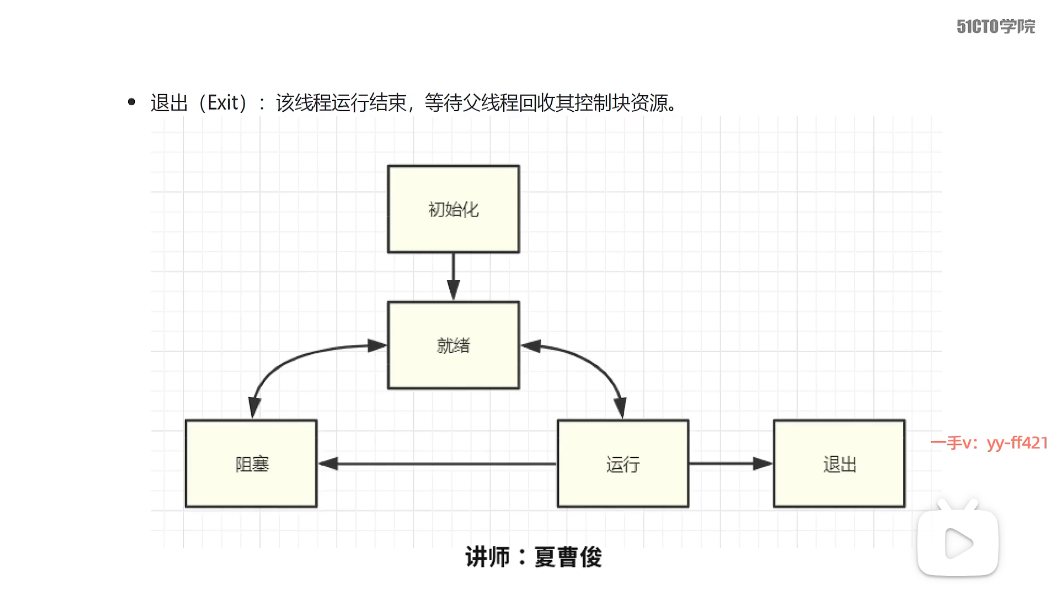 51CTO学院
• 退出（Exit）：该线程运行结束，等待父线程回收其控制块资源。
初始化
就绪
阻塞
运行
退出
一手v：yy-ff421
讲师：夏曹俊